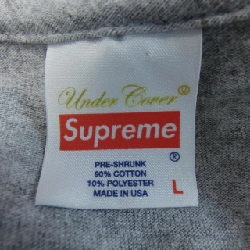 Under Cover®
Supreme
®
PRE-SHRUNK
90% COTTON
10% POLYESTER
MADE IN USA
L